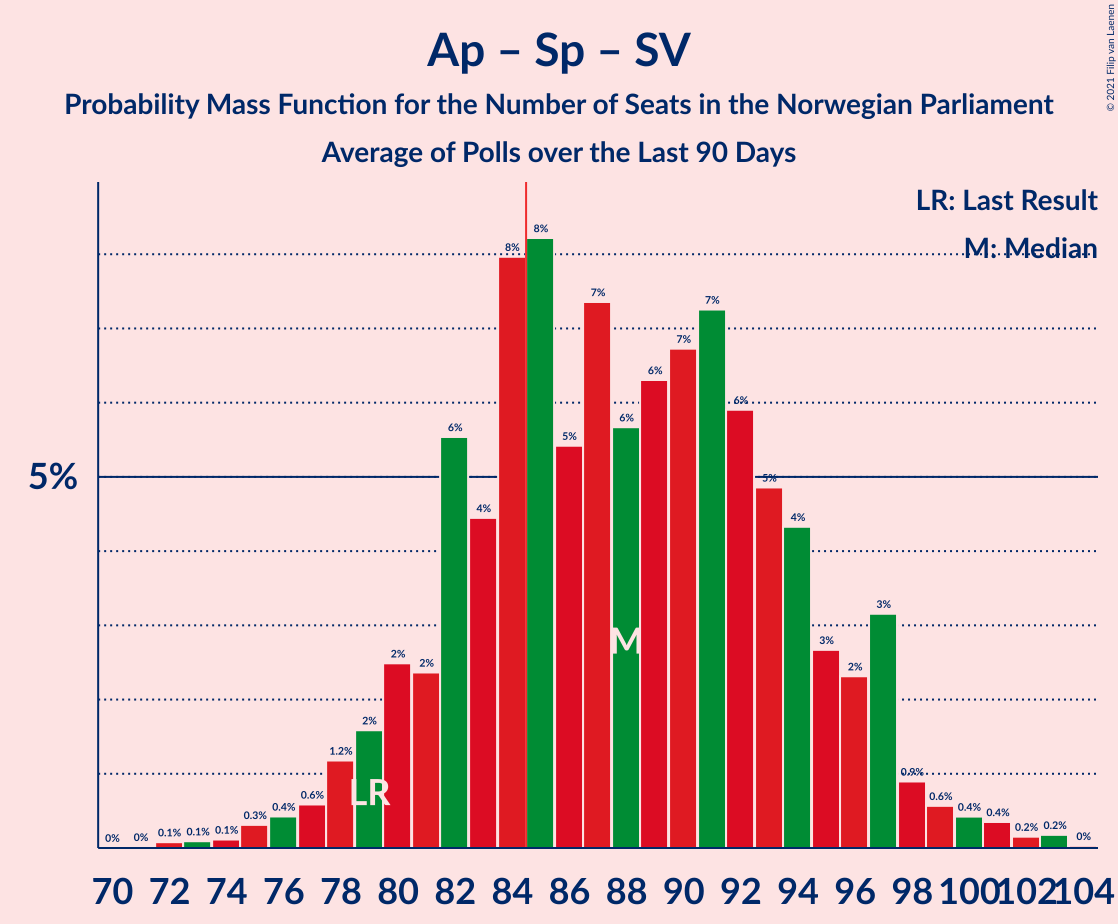 Ap – Sp – SV
Probability Mass Function for the Number of Seats in the Norwegian Parliament
Average of Polls over the Last 90 Days
© 2021 Filip van Laenen
LR: Last Result
M: Median
5%
0% 0% 0.1% 0.1% 0.1% 0.3% 0.4% 0.6% 1.2% 2% 2% 2% 6% 4% 8% 8% 5% 7% 6% 6% 7% 7% 6% 5% 4% 3% 2% 3% 0.9% 0.6% 0.4% 0.4% 0.2% 0.2% 0%
M
LR
70 72 74 76 78 80 82 84 86 88 90 92 94 96 98 100 102 104